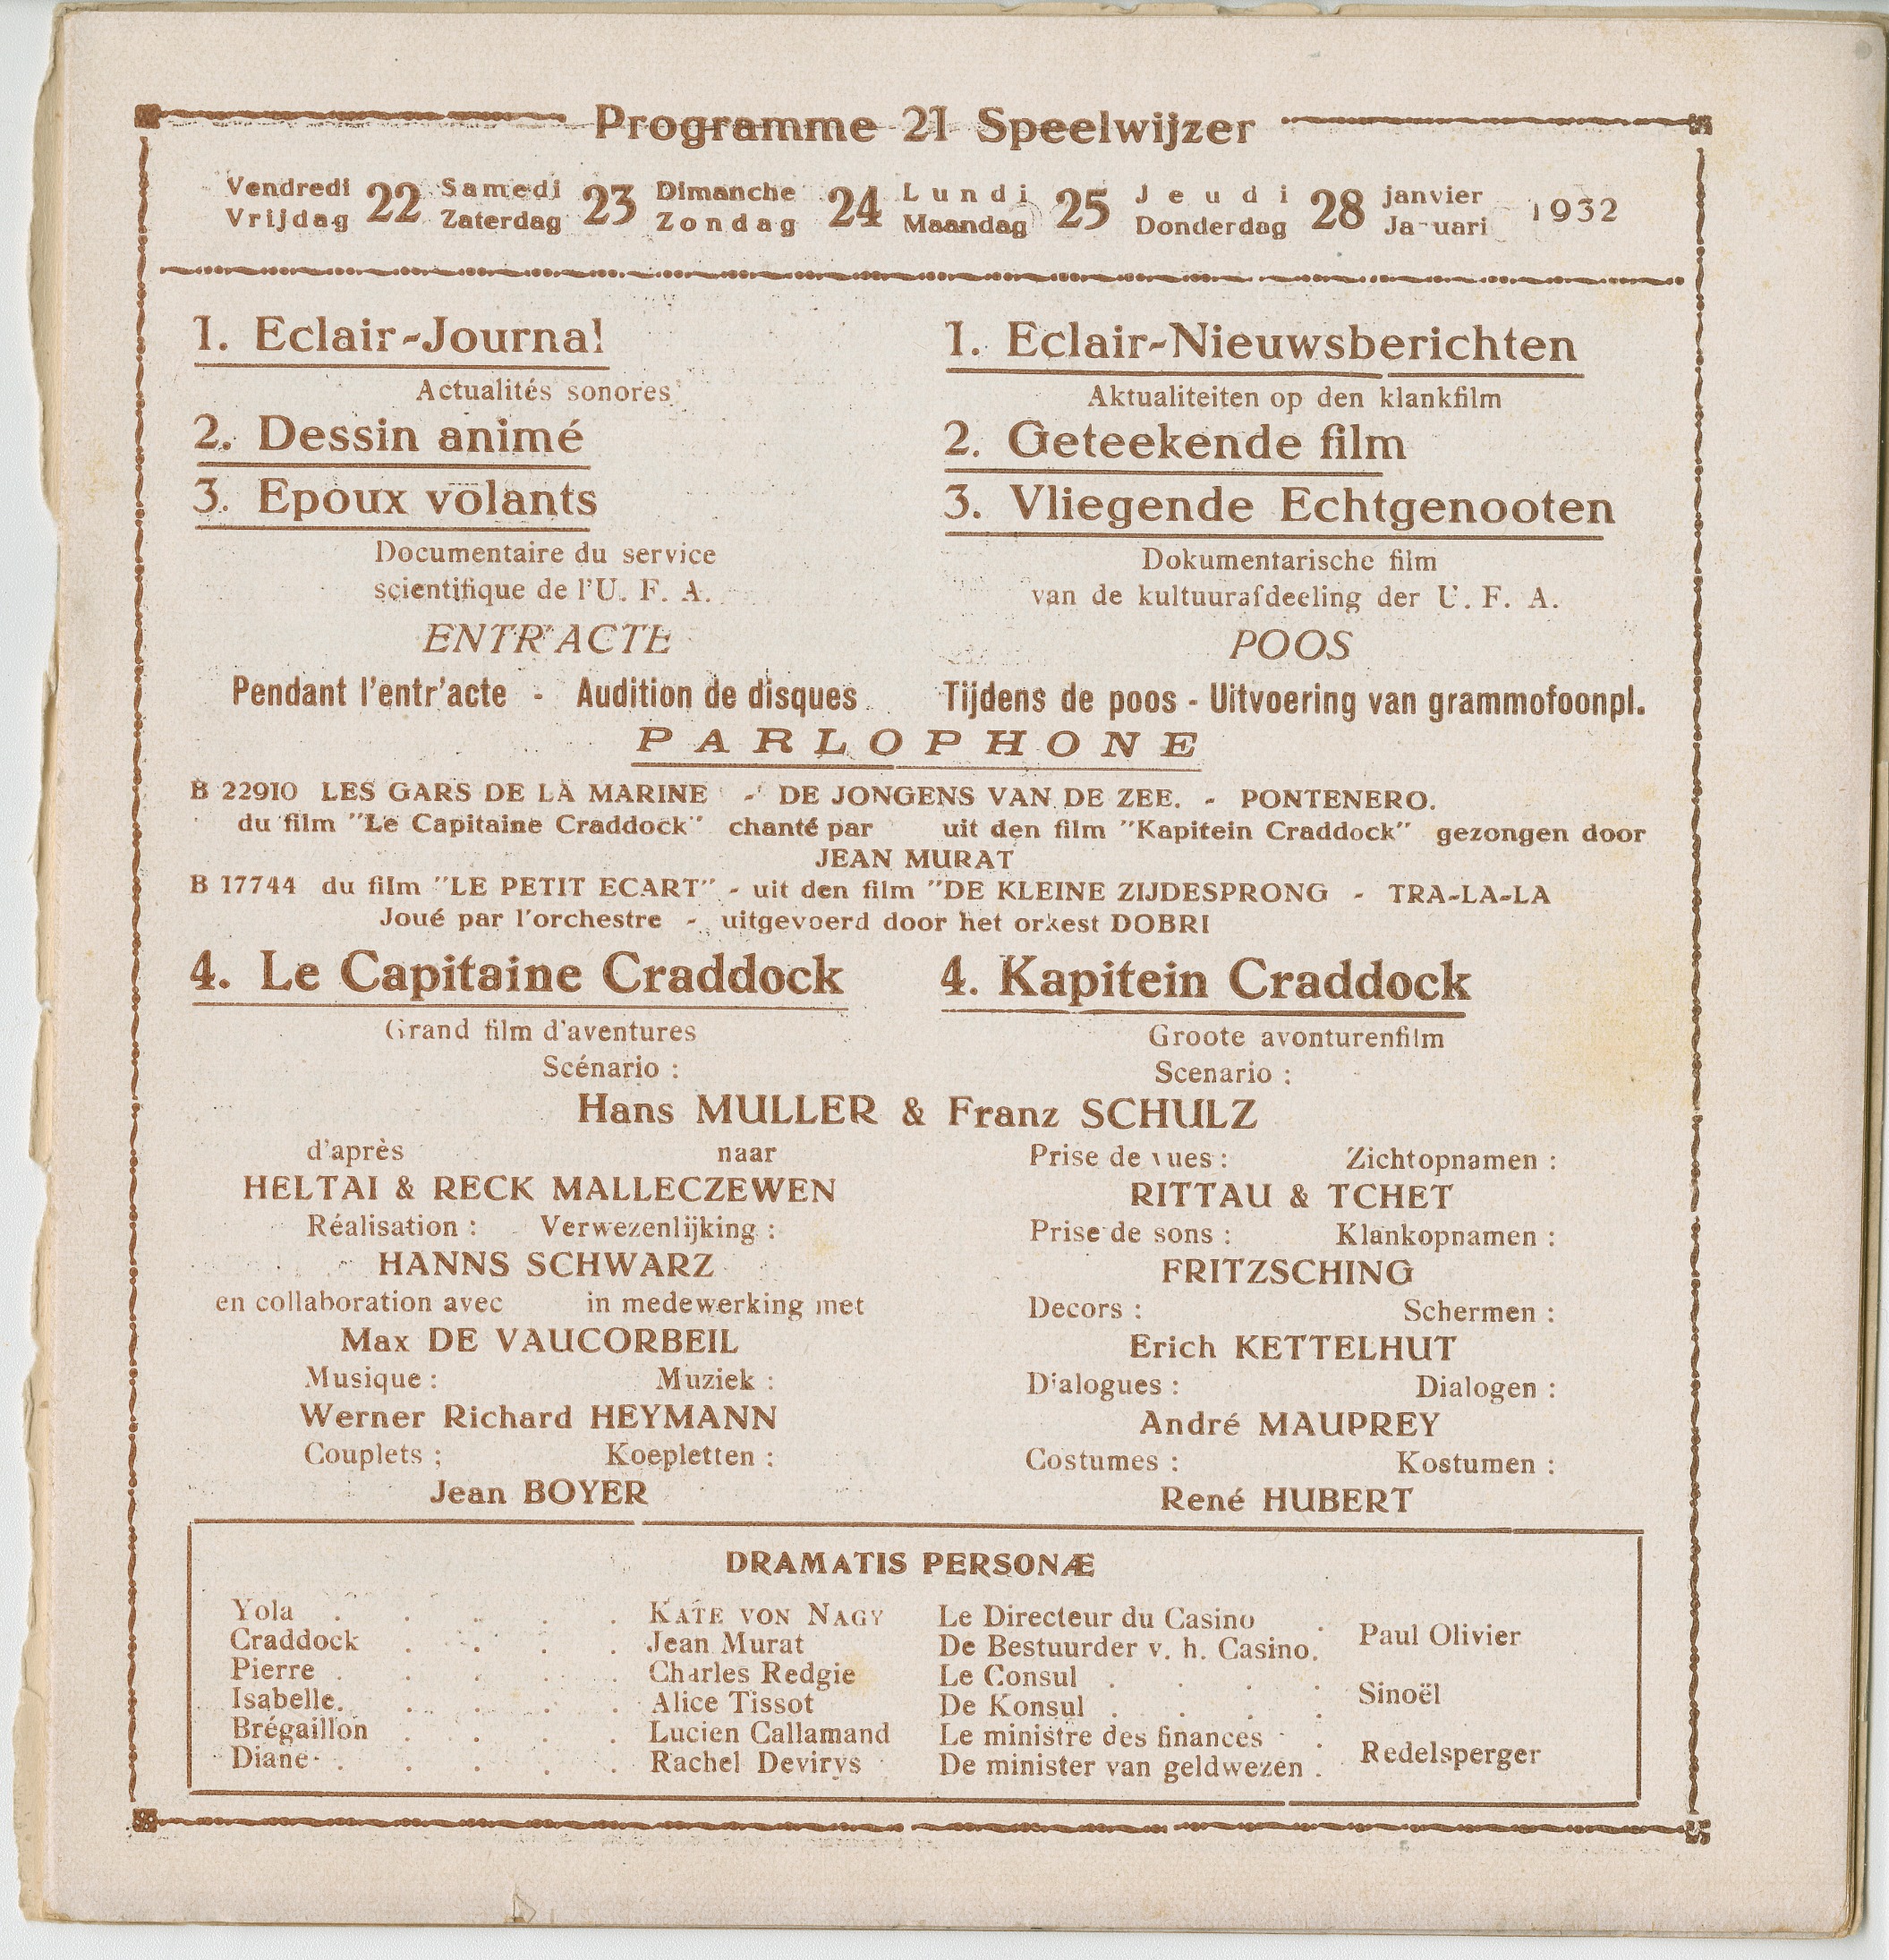 Programme 21 Speelwijzer
Vendredi 22 Samedi 23 Dimanche 24 Lundi 25 Jeudi 28 janvier 1932
Vrijdag Zaterdag Zondag Maandag Donderdag Januari
1. Eclair-Journal
Actualités sonores
2. Dessin animé
3. Epoux volants
Documentaire du service
scientifique de l'U. F. A.
ENTR'ACTE
Pendant l'entr'acte - Audition de disques
1. Eclair-Nieuwsberichten
Aktualiteiten op den klankfilm
2. Geteekende film
3. Vliegende Echtgenooten
Dokumentarische film
van de kultuurafdeeling der U. F. A.
POOS
Tijdens de poos - Uitvoering van grammofoonpl.
PARLOPHONE
B 22910 LES GARS DE LA MARINE - DE JONGENS VAN DE ZEE. - PONTENERO.
du film "Le Capitaine Craddock" chanté par uit den film "Kapitein Craddock" gezongen door
JEAN MURAT
B 17744 du film "LE PETIT ECART" - uit den film "DE KLEINE ZIJDESPRONG - TRA-LA-LA
Joué par l'orchestre - uitgevoerd door het orkest DOBRI
4. Le Capitaine Craddock
Grand film d'aventures
Scénario :
4. Kapitein Craddock
Groote avonturenfilm
Scenario :
Hans MULLER & Franz SCHULZ
d'après naar
HELTAI & RECK MALLECZEWEN
Réalisation : Verwezenlijking :
HANNS SCHWARZ
en collaboration avec in medewerking met
Max DE VAUCORBEIL
Musique : Muziek :
Werner Richard HEYMANN
Couplets ; Koepletten :
Jean BOYER
Prise de vues : Zichtopnamen :
RITTAU & TCHET
Prise de sons : Klankopnamen :
FRITZSCHING
Decors : Schermen :
Erich KETTELHUT
Dialogues : Dialogen :
André MAUPREY
Costumes : Kostumen :
René HUBERT
DRAMATIS PERSONÆ
Yola . . . . . KATE VON NAGY
Craddock . . . . Jean Murat
Pierre . . . . . Charles Redgie
Isabelle. . . . . Alice Tissot
Brégaillon . . . . Lucien Callamand
Diane . . . . . Rachel Devirys
Le Directeur du Casino .
De Bestuurder v. h. Casino. Paul Olivier
Le Consul . . . .
De Konsul . . . . Sinoël
Le ministre des finances .
De minister van geldwezen . Redelsperger